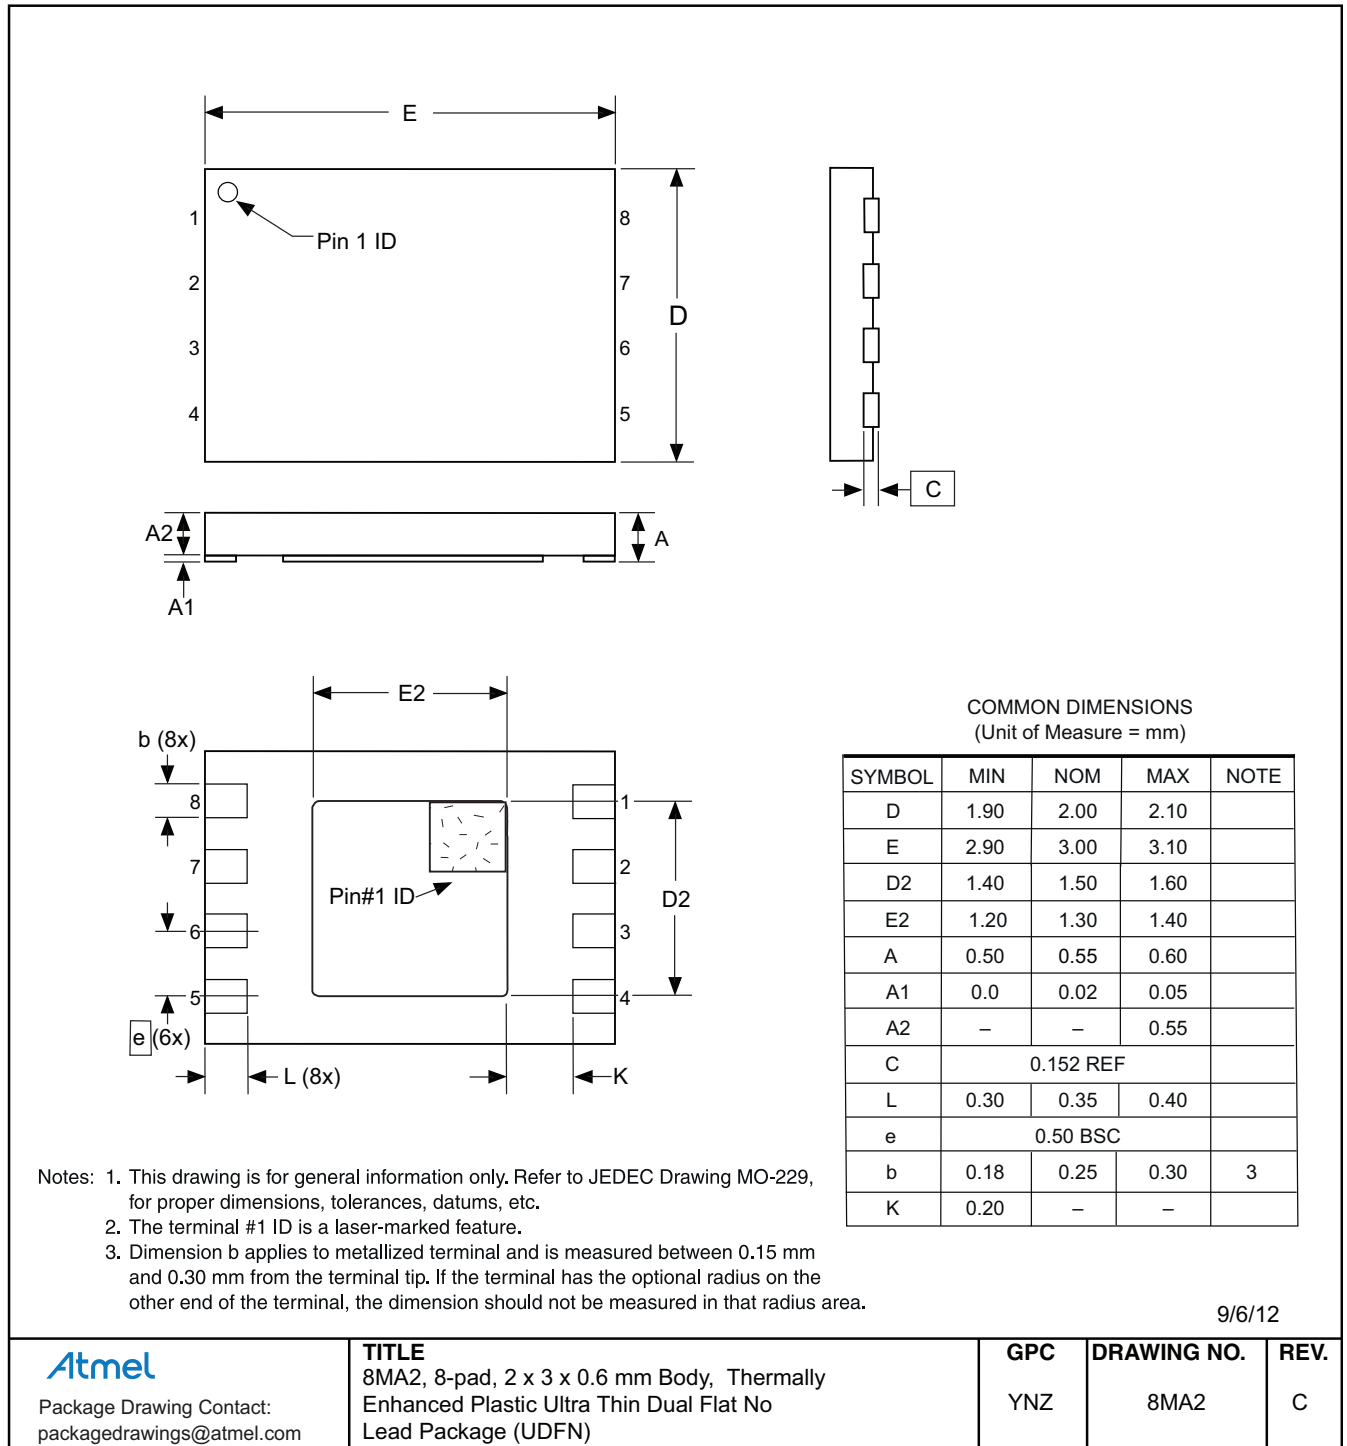 E
Pin 1 ID
1
2
3
4
8
7
6
5
D
C
A2
A
A1
E2
b (8x)
8
7
6
5
1
2
3
4
Pin#1 ID
D2
e (6x)
L (8x)
K
COMMON DIMENSIONS
(Unit of Measure = mm)
SYMBOL MIN NOM MAX NOTE
D 1.90 2.00 2.10
E 2.90 3.00 3.10
D2 1.40 1.50 1.60
E2 1.20 1.30 1.40
A 0.50 0.55 0.60
A1 0.0 0.02 0.05
A2 – – 0.55
C 0.152 REF
L 0.30 0.35 0.40
e 0.50 BSC
b 0.18 0.25 0.30 3
K 0.20 – –
Notes: 1. This drawing is for general information only. Refer to JEDEC Drawing MO-229,
for proper dimensions, tolerances, datums, etc.
2. The terminal #1 ID is a laser-marked feature.
3. Dimension b applies to metallized terminal and is measured between 0.15 mm
and 0.30 mm from the terminal tip. If the terminal has the optional radius on the
other end of the terminal, the dimension should not be measured in that radius area.
9/6/12
Atmel
Package Drawing Contact:
packagedrawings@atmel.com
TITLE
8MA2, 8-pad, 2 x 3 x 0.6 mm Body, Thermally
Enhanced Plastic Ultra Thin Dual Flat No
Lead Package (UDFN)
GPC
YNZ
DRAWING NO.
8MA2
REV.
C